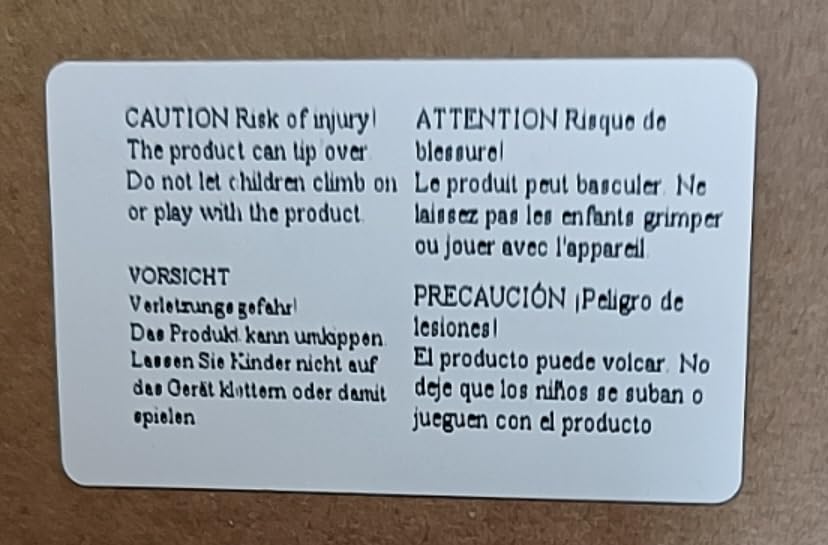 CAUTION Risk of injury!
The product can tip over.
Do not let children climb on
or play with the product.
VORSICHT
Verletzungsgefahr!
Das Produkt kann umkippen.
Lassen Sie Kinder nicht auf
das Gerät klettern oder damit
spielen
ATTENTION Risque de
blessure!
Le produit peut basculer. Ne
laissez pas les enfants grimper
ou jouer avec l'appareil.
PRECAUCIÓN ¡Peligro de
lesiones!
El producto puede volcar. No
deje que los niños se suban o
jueguen con el producto